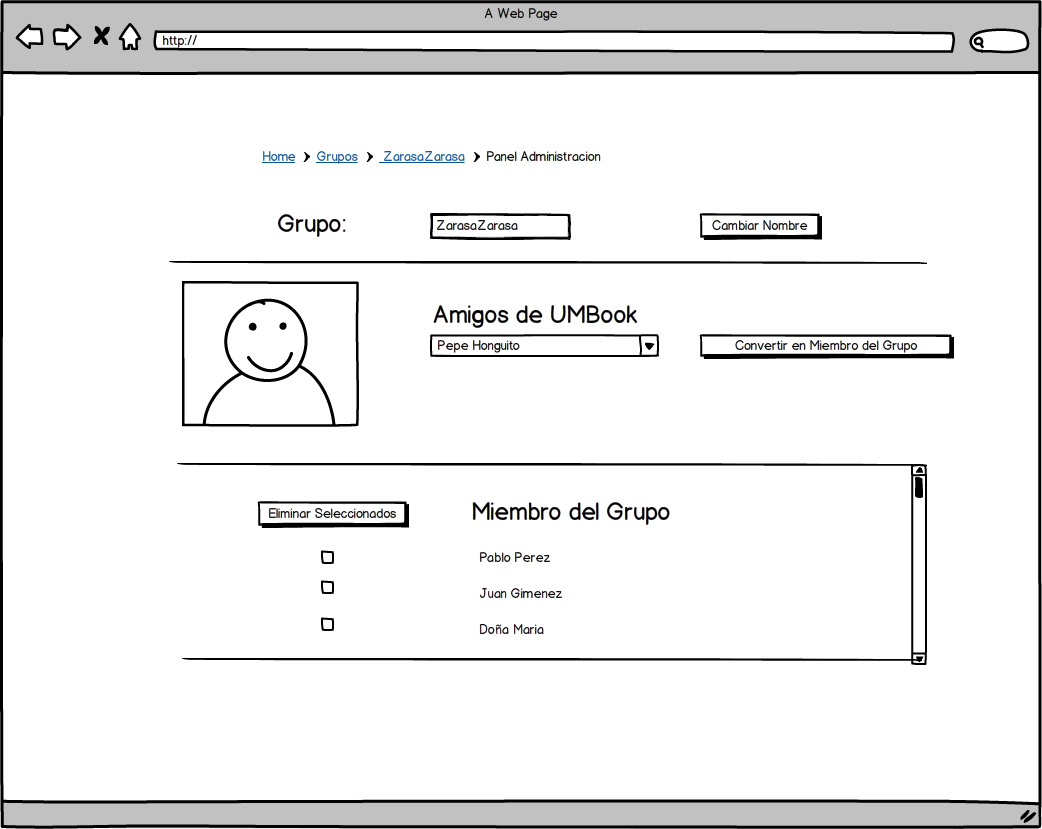 A Web Page
http://
Home Grupos ZarasaZarasa Panel Administracion
Grupo: ZarasaZarasa Cambiar Nombre
Amigos de UMBook
Pepe Honguito Convertir en Miembro del Grupo
Eliminar Seleccionados Miembro del Grupo
Pablo Perez
Juan Gimenez
Doña Maria